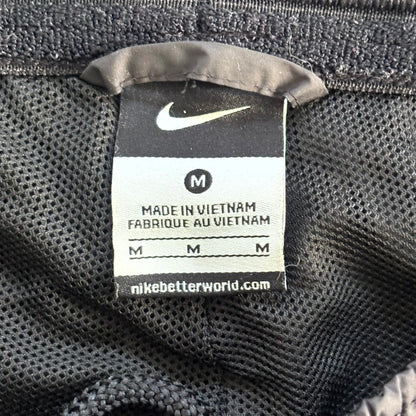 M
MADE IN VIETNAM
FABRIQUE AU VIETNAM
M M M
nikebetterworld.com